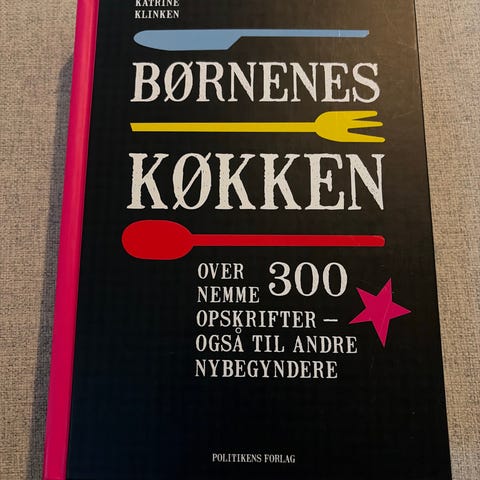 KATRINE
KLINKEN
BØRNENES
KØKKEN
OVER 300
NEMME
OPSKRIFTER —
OGSÅ TIL ANDRE
NYBEGYNDERE
POLITIKENS FORLAG